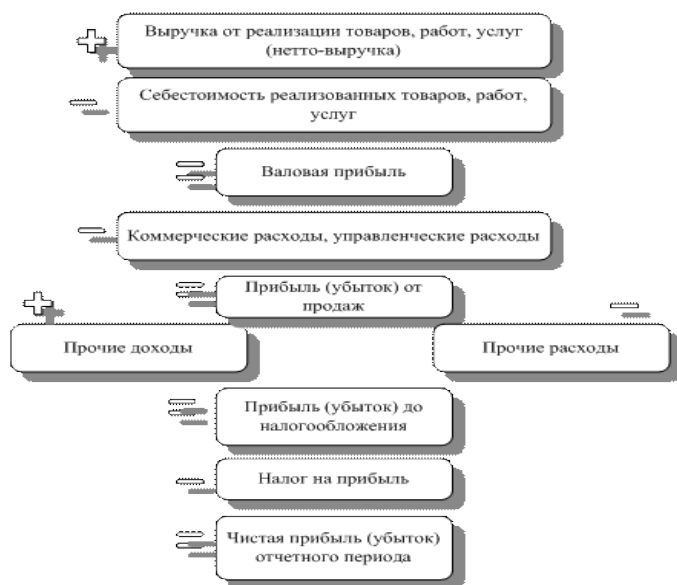 Выручка от реализации товаров, работ, услуг
(нетто-выручка)
Себестоимость реализованных товаров, работ,
услуг
Валовая прибыль
Коммерческие расходы, управленческие расходы
Прибыль (убыток) от
продаж
Прочие доходы
Прочие расходы
Прибыль (убыток) до
налогообложения
Налог на прибыль
Чистая прибыль (убыток)
отчетного периода